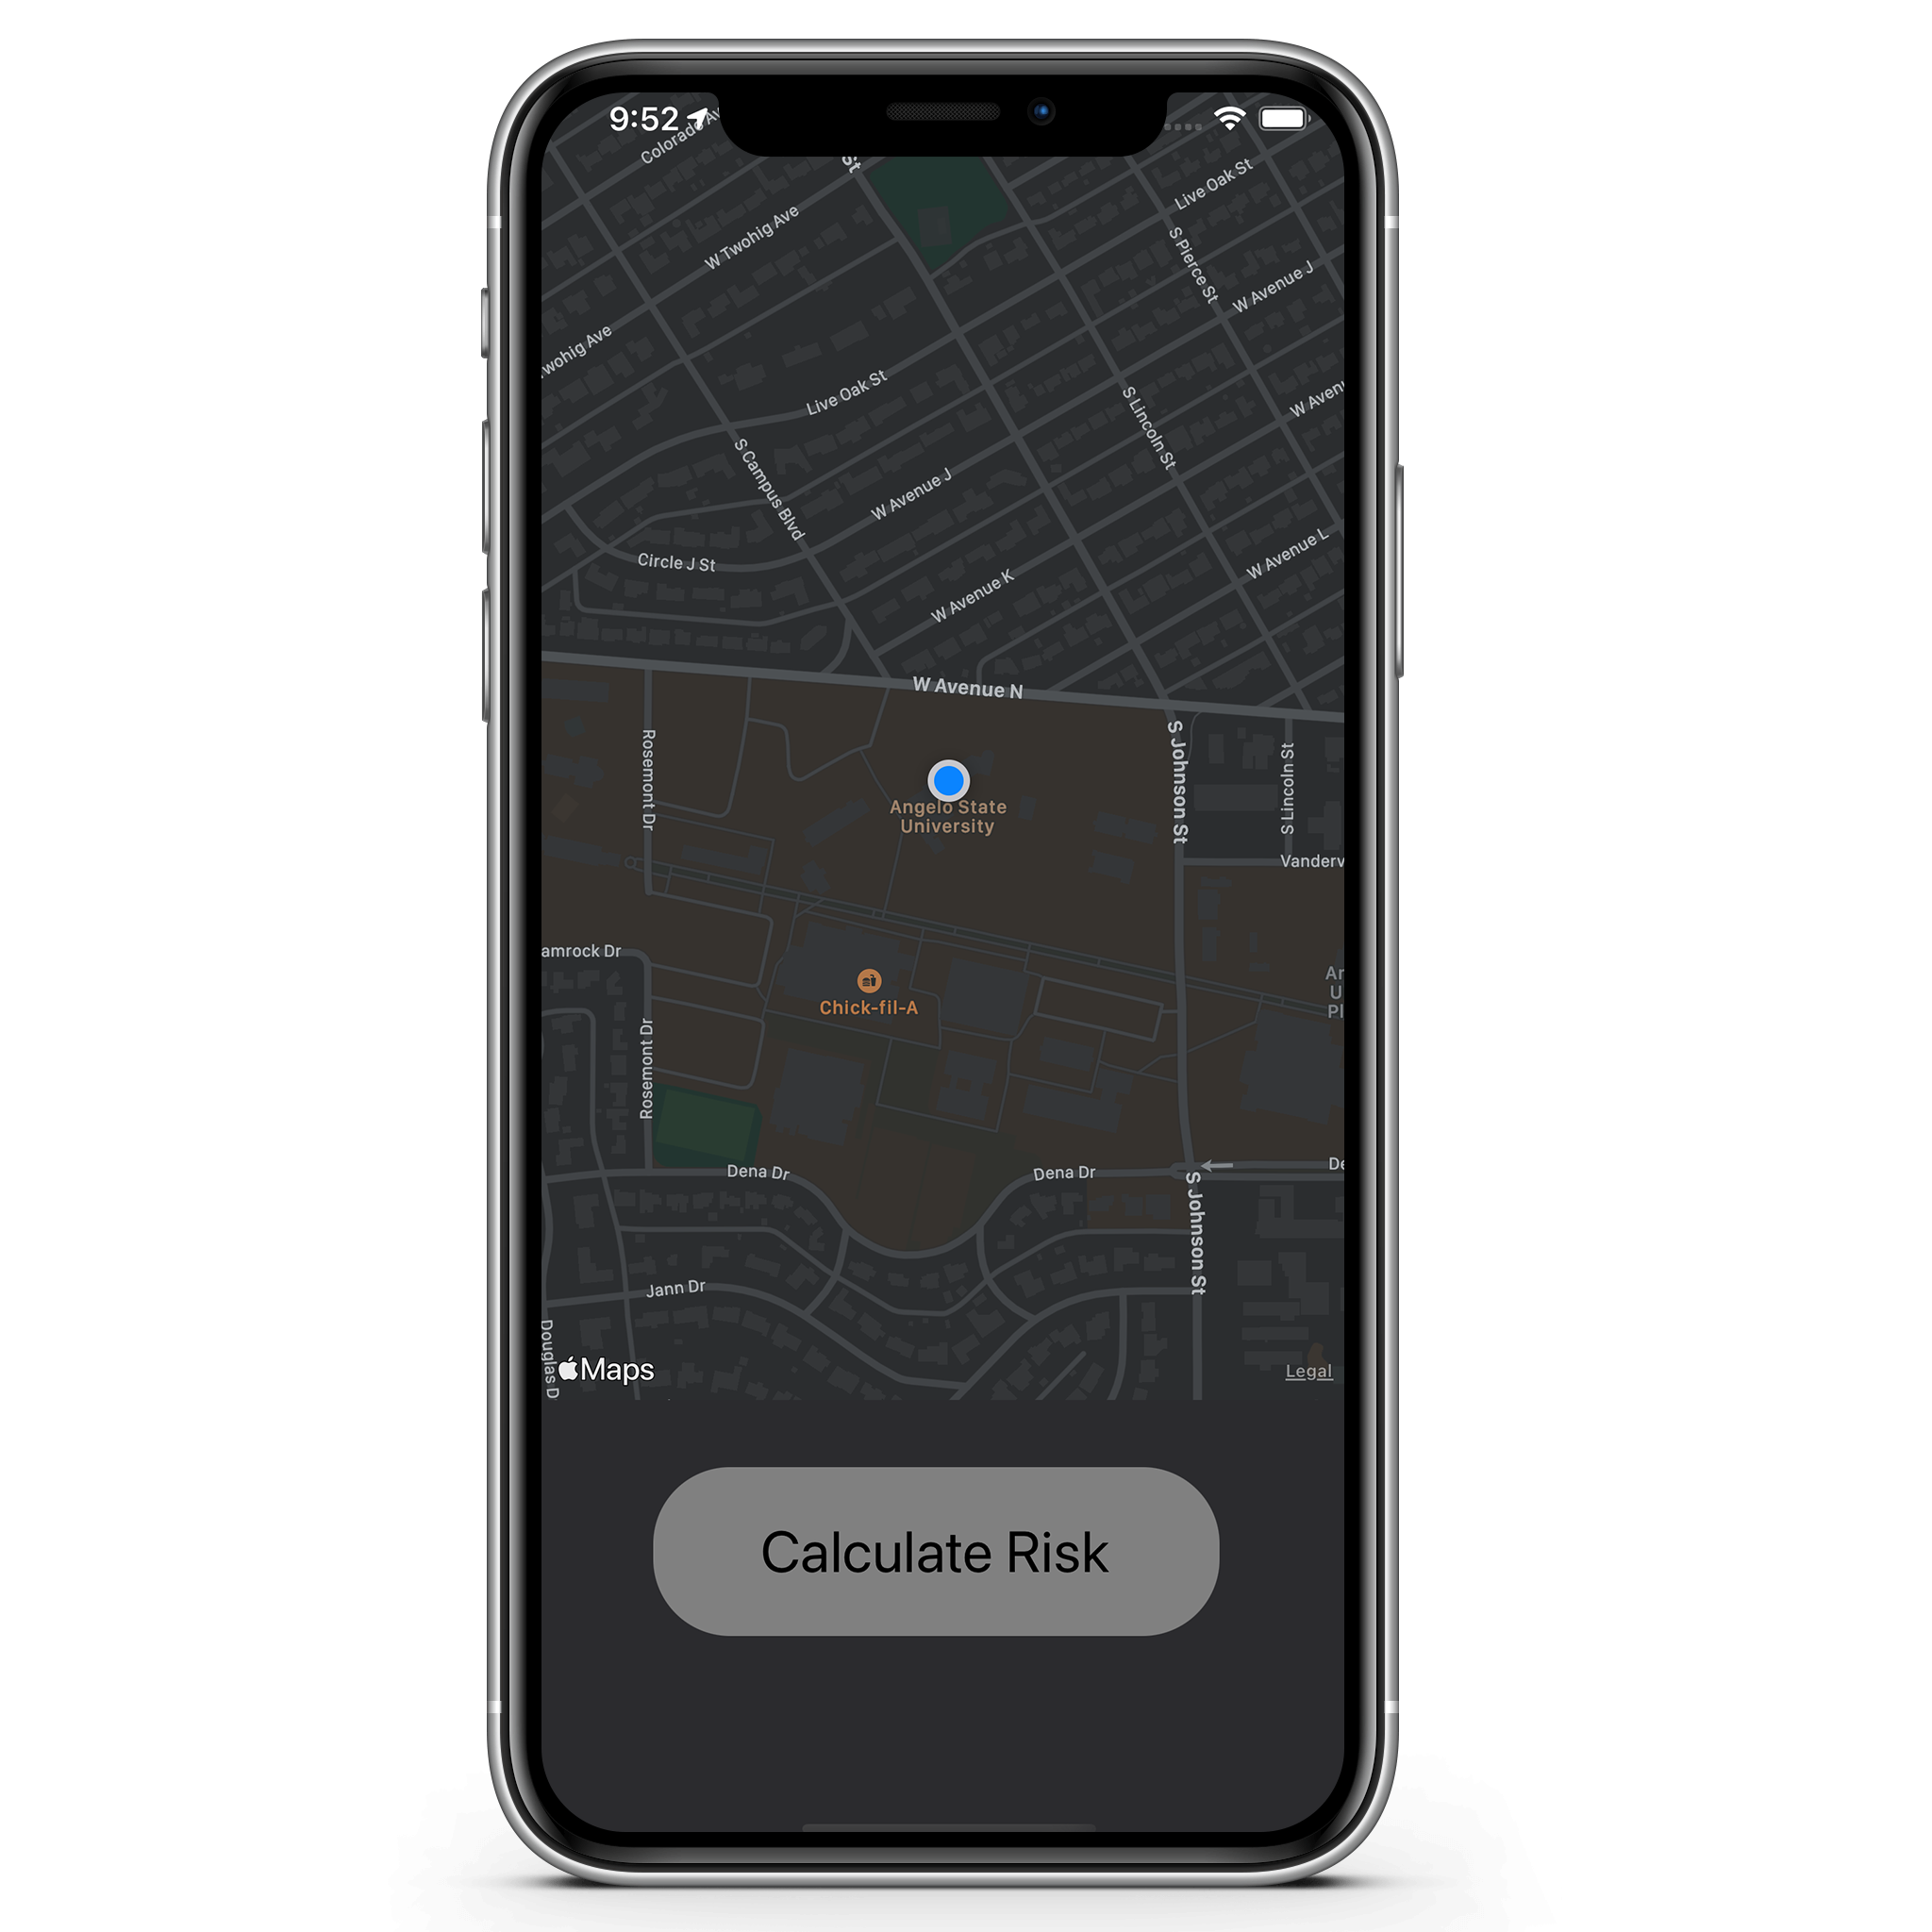 9:52
Colorado Av
St
Live Oak St
W Twohig Ave
S Pierce St
W Avenue J
Twohig Ave
Live Oak St
S Lincoln St
W Aven
S Campus Blvd
W Avenue J
W Avenue L
Circle J St
W Avenue K
W Avenue N
Rosemont Dr
S Johnson St
S Lincoln St
Angelo State
University
Vanderv
amrock Dr
Ar
U
Pl
Chick-fil-A
Rosemont Dr
Dena Dr
Dena Dr
De
S Johnson St
Jann Dr
Douglas D
Maps
Legal
Calculate Risk